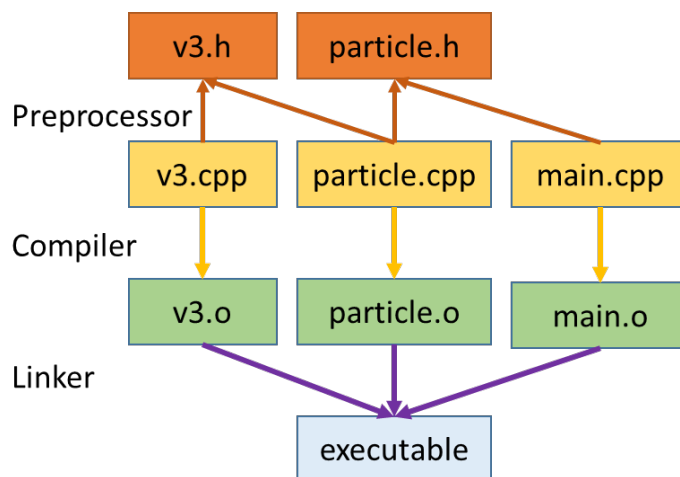 v3.h
particle.h
Preprocessor
v3.cpp
particle.cpp
main.cpp
Compiler
v3.o
particle.o
main.o
Linker
executable